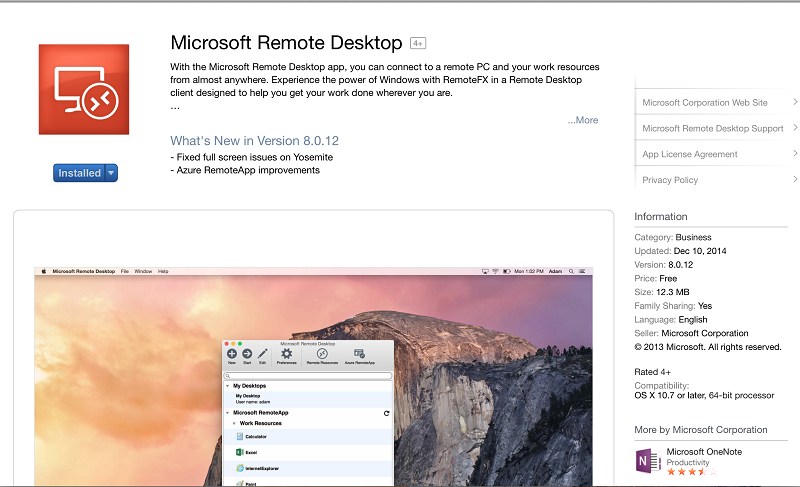 Microsoft Remote Desktop 4+
With the Microsoft Remote Desktop app, you can connect to a remote PC and your work resources
from almost anywhere. Experience the power of Windows with RemoteFX in a Remote Desktop
client designed to help you get your work done wherever you are.
...
...More
What's New in Version 8.0.12
- Fixed full screen issues on Yosemite
- Azure RemoteApp improvements
Installed
Microsoft Corporation Web Site
Microsoft Remote Desktop Support
App License Agreement
Privacy Policy
Information
Category: Business
Updated: Dec 10, 2014
Version: 8.0.12
Price: Free
Size: 12.3 MB
Family Sharing: Yes
Language: English
Seller: Microsoft Corporation
© 2013 Microsoft. All rights reserved.
Rated 4+
Compatibility:
OS X 10.7 or later, 64-bit processor
More by Microsoft Corporation
N
Microsoft OneNote
Productivity
Microsoft Remote Desktop File Window Help
Mon 1:02 PM Adam
Microsoft Remote Desktop
New Start Edit Preferences Remote Resources Azure RemoteApp
My Desktops
My Desktop
User name: adam
Microsoft RemoteApp
Work Resources
Calculator
Excel
InternetExplorer
Paint